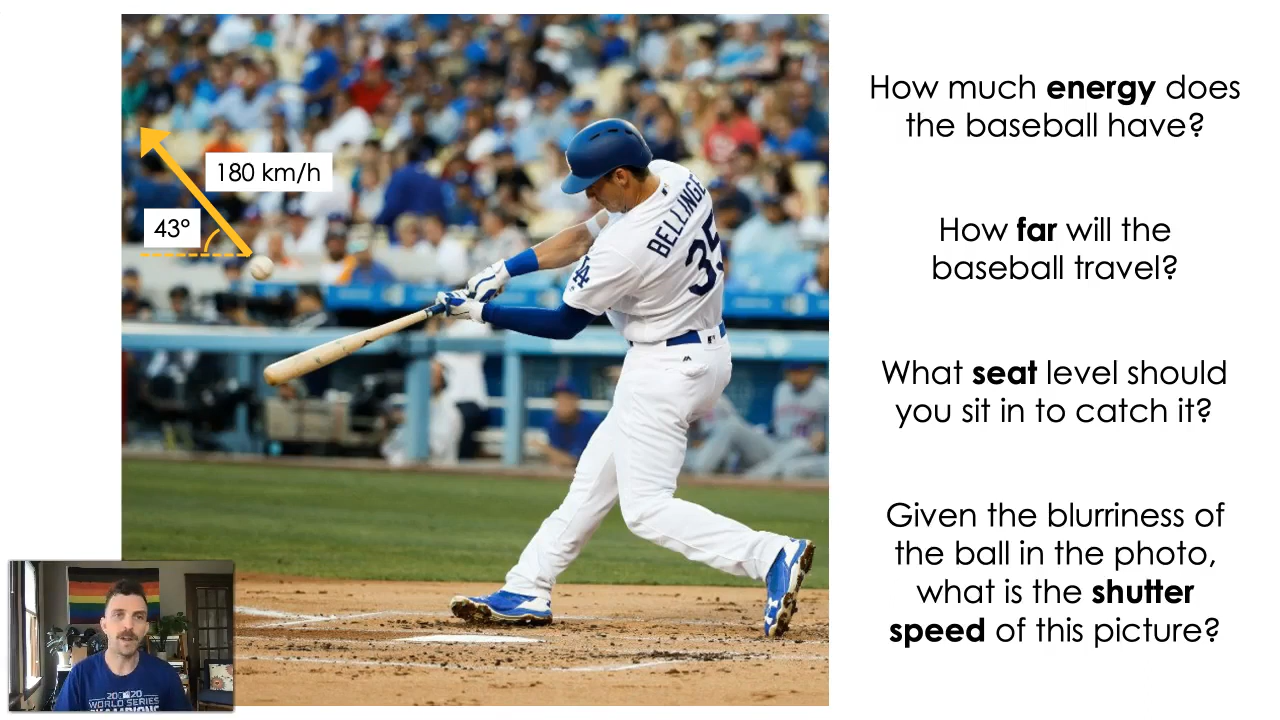 180 km/h
43°
BELLINGE
35
LA
How much energy does
the baseball have?
How far will the
baseball travel?
What seat level should
you sit in to catch it?
Given the blurriness of
the ball in the photo,
what is the shutter
speed of this picture?
2020
WORLD SERIES
CHAMPIONS